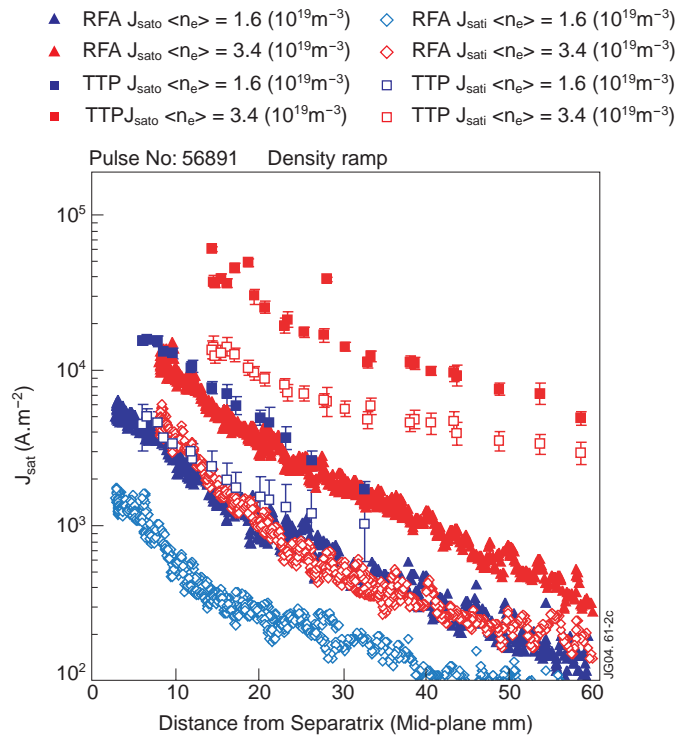 RFA Jsato <ne> = 1.6 (10¹⁹m⁻³) RFA Jsati <ne> = 1.6 (10¹⁹m⁻³)
RFA Jsato <ne> = 3.4 (10¹⁹m⁻³) RFA Jsati <ne> = 3.4 (10¹⁹m⁻³)
TTP Jsato <ne> = 1.6 (10¹⁹m⁻³) TTP Jsati <ne> = 1.6 (10¹⁹m⁻³)
TTPJsato <ne> = 3.4 (10¹⁹m⁻³) TTP Jsati <ne> = 3.4 (10¹⁹m⁻³)
Pulse No: 56891 Density ramp
10⁵
10⁴
10³
10²
Jsat (A.m⁻²)
0 10 20 30 40 50 60
Distance from Separatrix (Mid-plane mm)
JG04. 61-2c